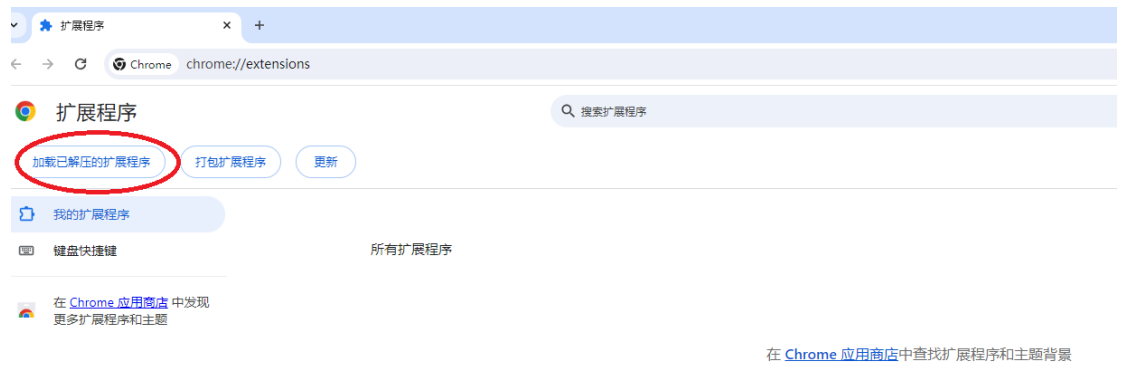 扩展程序
Chrome chrome://extensions
扩展程序
搜索扩展程序
加载已解压的扩展程序 打包扩展程序 更新
我的扩展程序
键盘快捷键
所有扩展程序
在 Chrome 应用商店 中发现
更多扩展程序和主题
在 Chrome 应用商店中查找扩展程序和主题背景